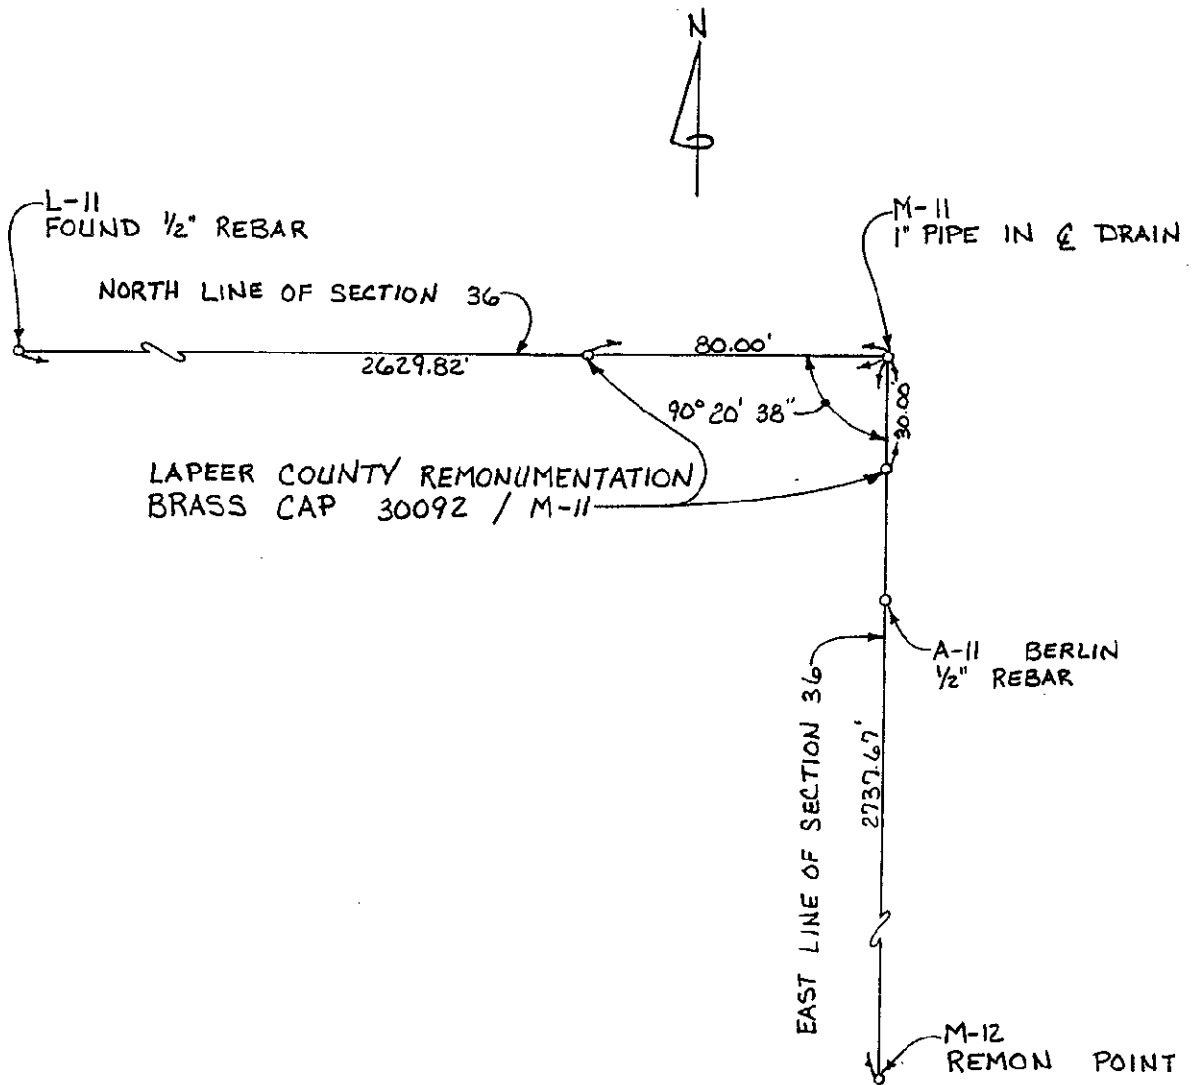 N
L-11
FOUND 1/2" REBAR
M-11
1" PIPE IN ℄ DRAIN
NORTH LINE OF SECTION 36
2629.82'
80.00'
90° 20' 38"
30.00'
LAPEER COUNTY REMONUMENTATION
BRASS CAP 30092 / M-11
A-11 BERLIN
1/2" REBAR
EAST LINE OF SECTION 36
2737.67'
M-12
REMON POINT